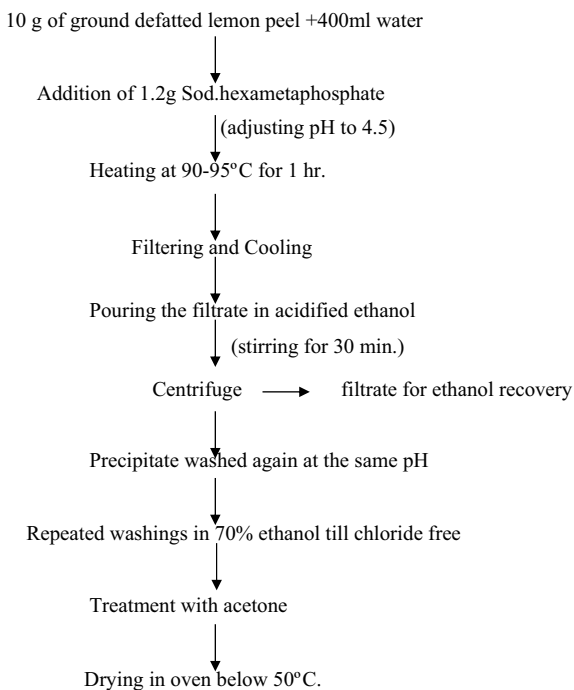 10 g of ground defatted lemon peel +400ml water
Addition of 1.2g Sod.hexametaphosphate
(adjusting pH to 4.5)
Heating at 90-95°C for 1 hr.
Filtering and Cooling
Pouring the filtrate in acidified ethanol
(stirring for 30 min.)
Centrifuge filtrate for ethanol recovery
Precipitate washed again at the same pH
Repeated washings in 70% ethanol till chloride free
Treatment with acetone
Drying in oven below 50°C.